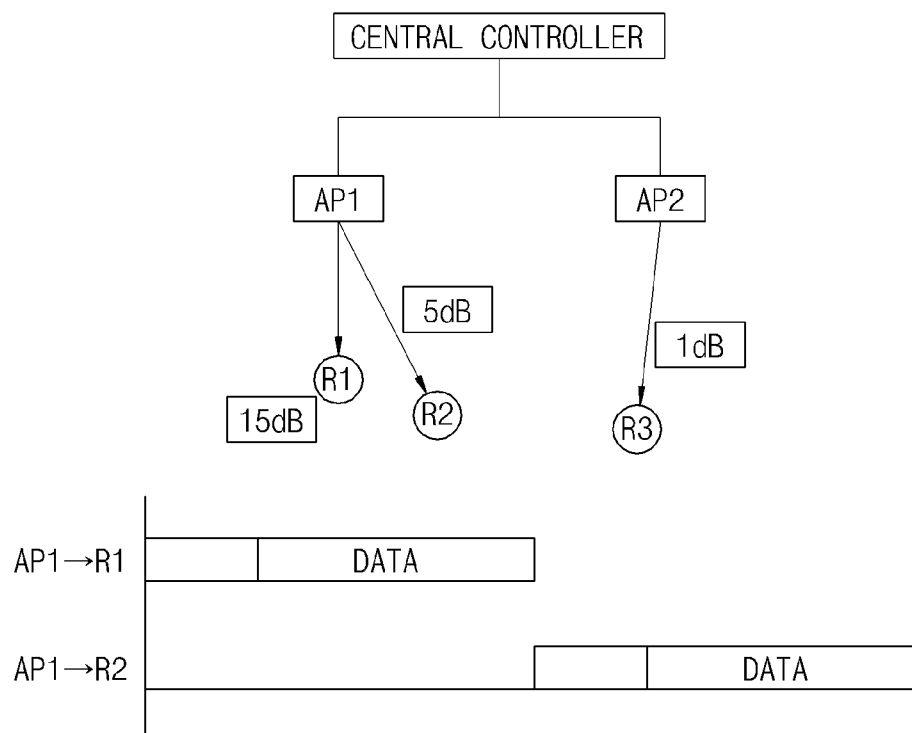 CENTRAL CONTROLLER
AP1
AP2
5dB
1dB
R1
15dB
R2
R3
AP1→R1
DATA
AP1→R2
DATA